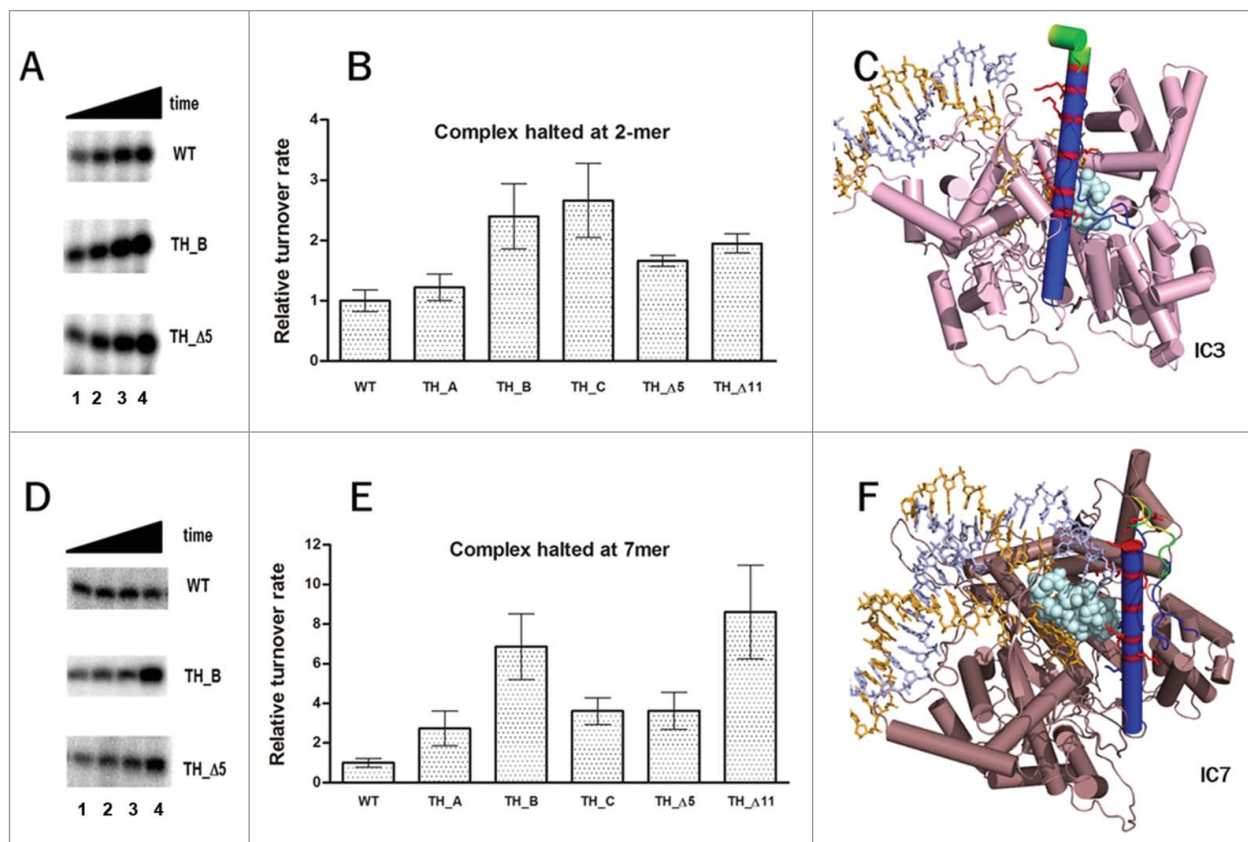 A
time
WT
TH_B
TH_Δ5
1 2 3 4
B
Complex halted at 2-mer
Relative turnover rate
4
3
2
1
0
WT TH_A TH_B TH_C TH_Δ5 TH_Δ11
C
IC3
D
time
WT
TH_B
TH_Δ5
1 2 3 4
E
Complex halted at 7mer
Relative turnover rate
12
10
8
6
4
2
0
WT TH_A TH_B TH_C TH_Δ5 TH_Δ11
F
IC7